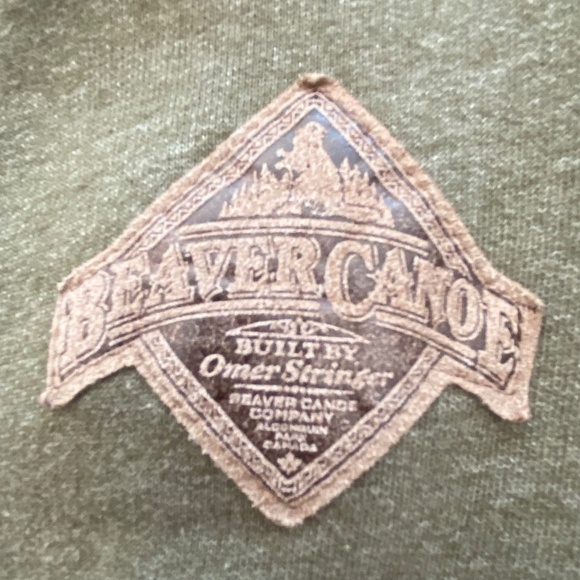 BEAVER CANOE
BUILT BY
Omer Stringer
BEAVER CANOE
COMPANY
ALGONQUIN
PARK
CANADA